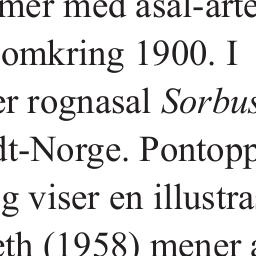 mer med asal-arte
omkring 1900. I
er rognasal Sorbus
dt-Norge. Pontopp
g viser en illustra
eth (1958) mener a